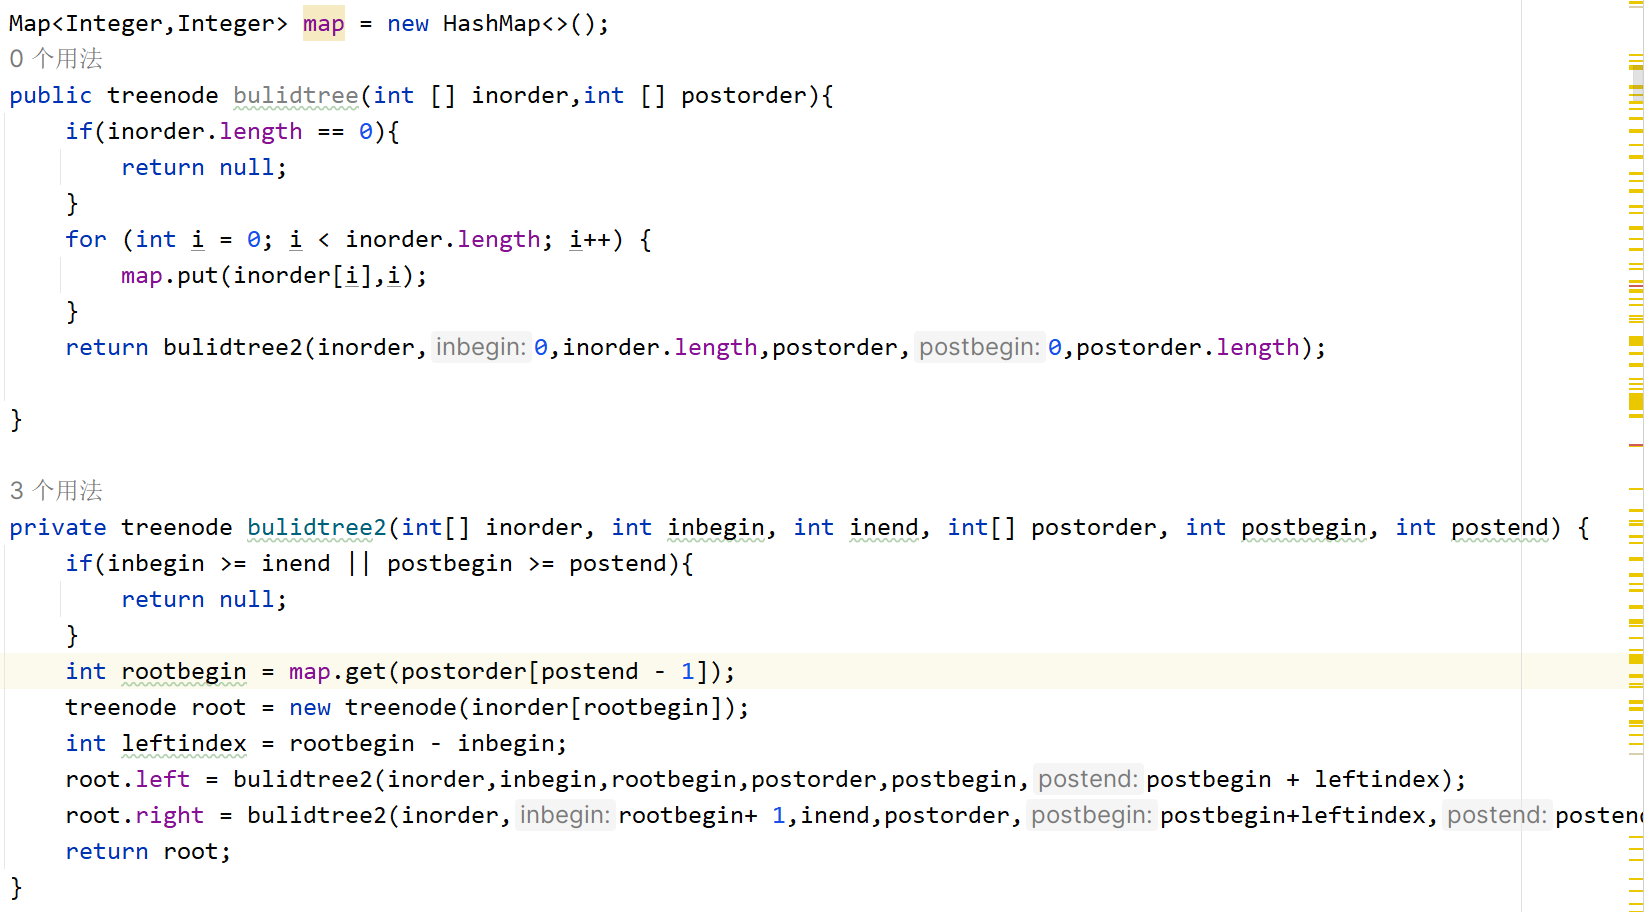 Map<Integer,Integer> map = new HashMap<>();
0 个用法
public treenode bulidtree(int [] inorder,int [] postorder){
if(inorder.length == 0){
return null;
}
for (int i = 0; i < inorder.length; i++) {
map.put(inorder[i],i);
}
return bulidtree2(inorder, inbegin: 0,inorder.length,postorder, postbegin: 0,postorder.length);
}
3 个用法
private treenode bulidtree2(int[] inorder, int inbegin, int inend, int[] postorder, int postbegin, int postend) {
if(inbegin >= inend || postbegin >= postend){
return null;
}
int rootbegin = map.get(postorder[postend - 1]);
treenode root = new treenode(inorder[rootbegin]);
int leftindex = rootbegin - inbegin;
root.left = bulidtree2(inorder,inbegin,rootbegin,postorder,postbegin, postend: postbegin + leftindex);
root.right = bulidtree2(inorder, inbegin: rootbegin+ 1,inend,postorder, postbegin: postbegin+leftindex, postend:
return root;
}